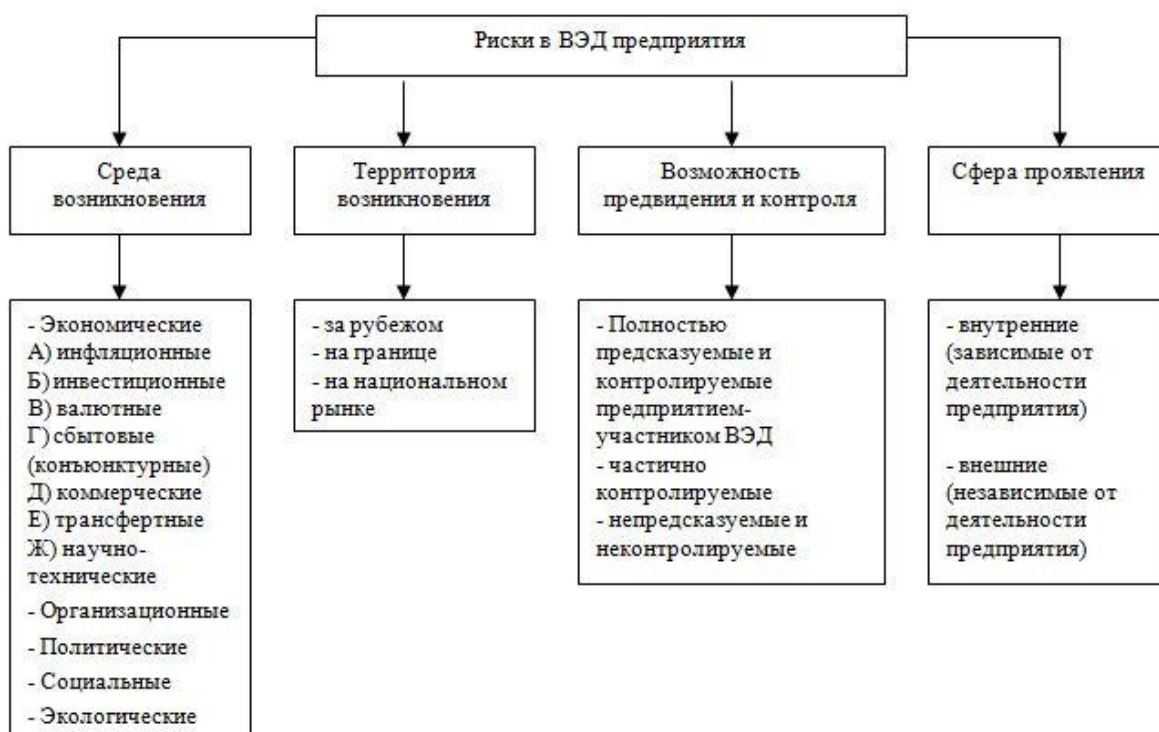 Риски в ВЭД предприятия
Среда
возникновения
Территория
возникновения
Возможность
предвидения и контроля
Сфера проявления
- Экономические
А) инфляционные
Б) инвестиционные
В) валютные
Г) сбытовые
(конъюнктурные)
Д) коммерческие
Е) трансфертные
Ж) научно-
технические
- Организационные
- Политические
- Социальные
- Экологические
- за рубежом
- на границе
- на национальном
рынке
- Полностью
предсказуемые и
контролируемые
предприятием-
участником ВЭД
- частично
контролируемые
- непредсказуемые и
неконтролируемые
- внутренние
(зависимые от
деятельности
предприятия)
- внешние
(независимые от
деятельности
предприятия)